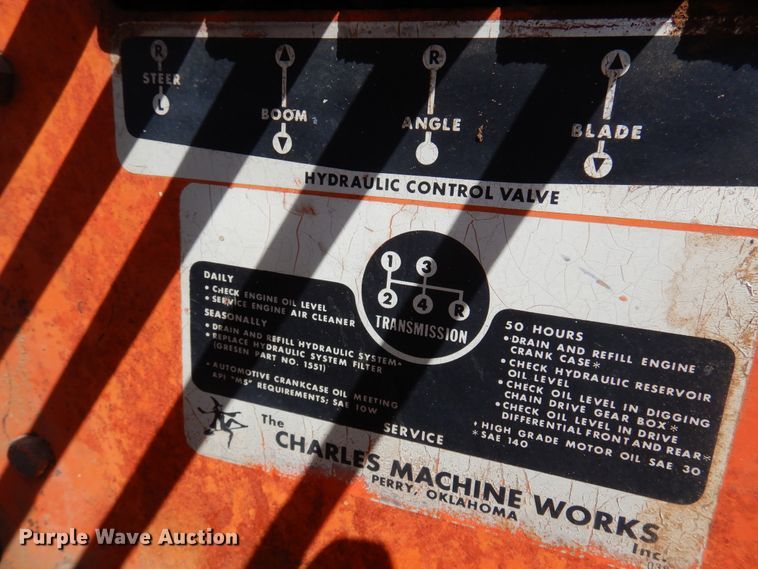 R
STEER
L
BOOM
R
ANGLE
BLADE
HYDRAULIC CONTROL VALVE
1 3
2 4 R
TRANSMISSION
DAILY
• CHECK ENGINE OIL LEVEL
• SERVICE ENGINE AIR CLEANER
SEASONALLY
• DRAIN AND REFILL HYDRAULIC SYSTEM
• REPLACE HYDRAULIC SYSTEM FILTER
(GRESEN PART NO. 1551)
• AUTOMOTIVE CRANKCASE OIL MEETING
API "MS" REQUIREMENTS; SAE 10W
50 HOURS
• DRAIN AND REFILL ENGINE
CRANK CASE*
• CHECK HYDRAULIC RESERVOIR
OIL LEVEL
• CHECK OIL LEVEL IN DIGGING
CHAIN DRIVE GEAR BOX*
• CHECK OIL LEVEL IN DRIVE
DIFFERENTIAL FRONT AND REAR*
HIGH GRADE MOTOR OIL SAE 30
*SAE 140
SERVICE
The
CHARLES MACHINE WORKS
Inc.
PERRY, OKLAHOMA
Purple Wave Auction